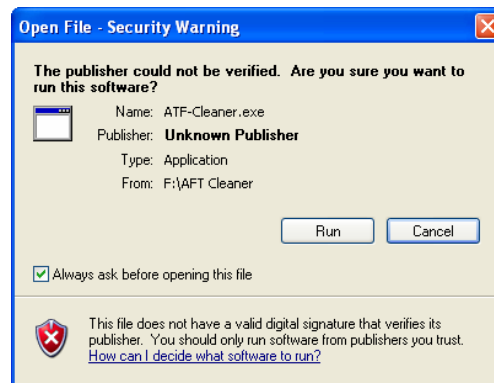 Open File - Security Warning
The publisher could not be verified. Are you sure you want to
run this software?
Name: ATF-Cleaner.exe
Publisher: Unknown Publisher
Type: Application
From: F:\AFT Cleaner
Run Cancel
Always ask before opening this file
This file does not have a valid digital signature that verifies its
publisher. You should only run software from publishers you trust.
How can I decide what software to run?